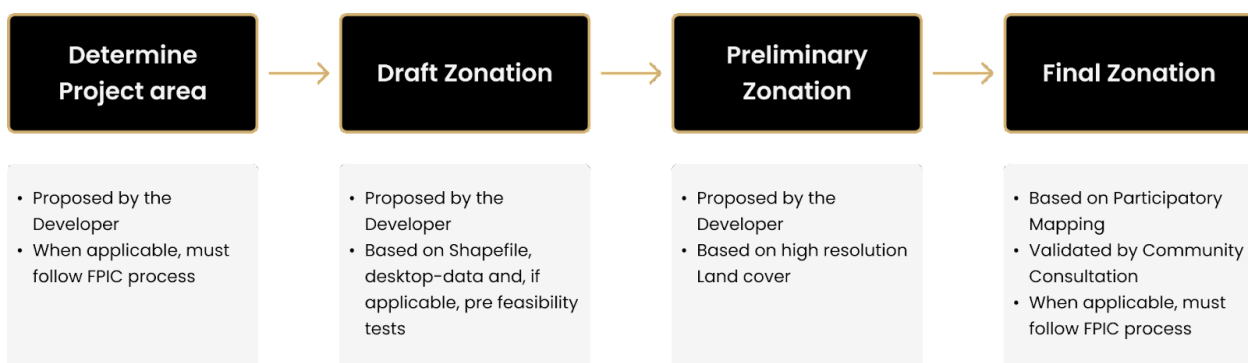 Determine
Project area
Draft Zonation
Preliminary
Zonation
Final Zonation
• Proposed by the
Developer
• When applicable, must
follow FPIC process
• Proposed by the
Developer
• Based on Shapefile,
desktop-data and, if
applicable, pre feasibility
tests
• Proposed by the
Developer
• Based on high resolution
Land cover
• Based on Participatory
Mapping
• Validated by Community
Consultation
• When applicable, must
follow FPIC process